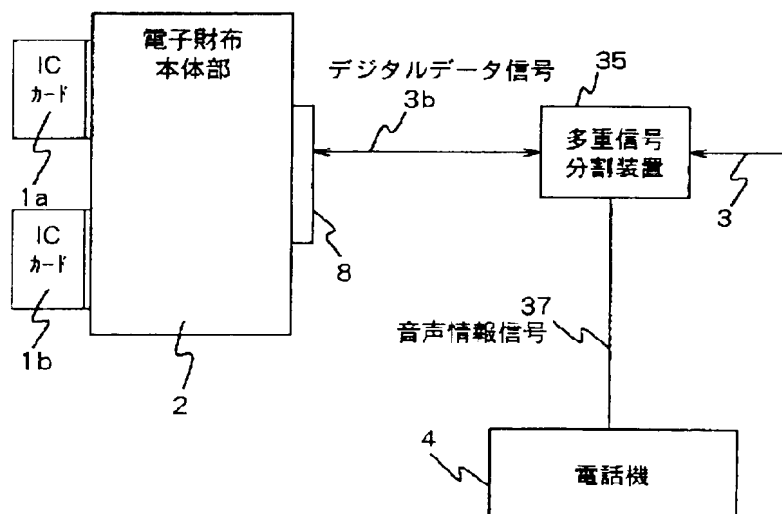 電子財布
本体部
IC
ｶｰﾄﾞ
1a
IC
ｶｰﾄﾞ
1b
2
8
デジタルデータ信号
3b
35
多重信号
分割装置
3
37
音声情報信号
4
電話機